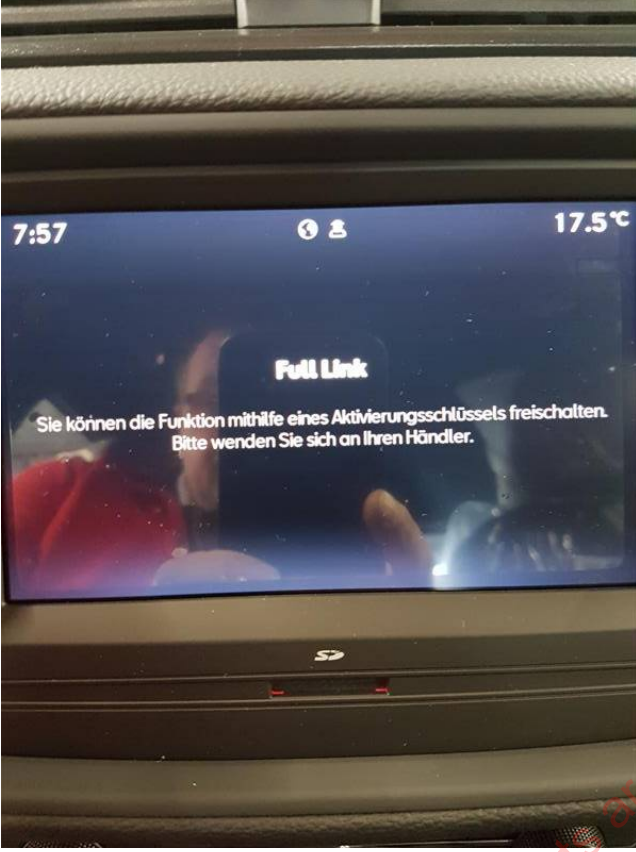 7:57
17.5°C
Full Link
Sie können die Funktion mithilfe eines Aktivierungsschlüssels freischalten.
Bitte wenden Sie sich an Ihren Händler.
SD